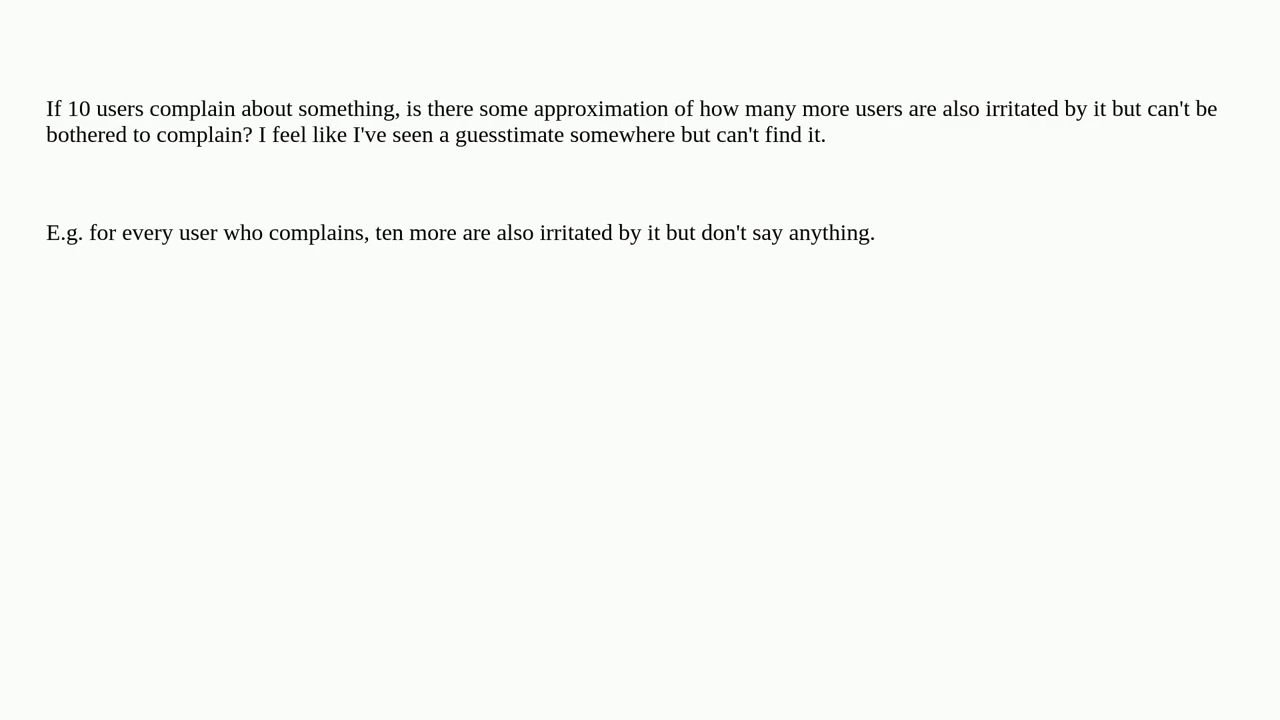 If 10 users complain about something, is there some approximation of how many more users are also irritated by it but can't be
bothered to complain? I feel like I've seen a guesstimate somewhere but can't find it.
E.g. for every user who complains, ten more are also irritated by it but don't say anything.